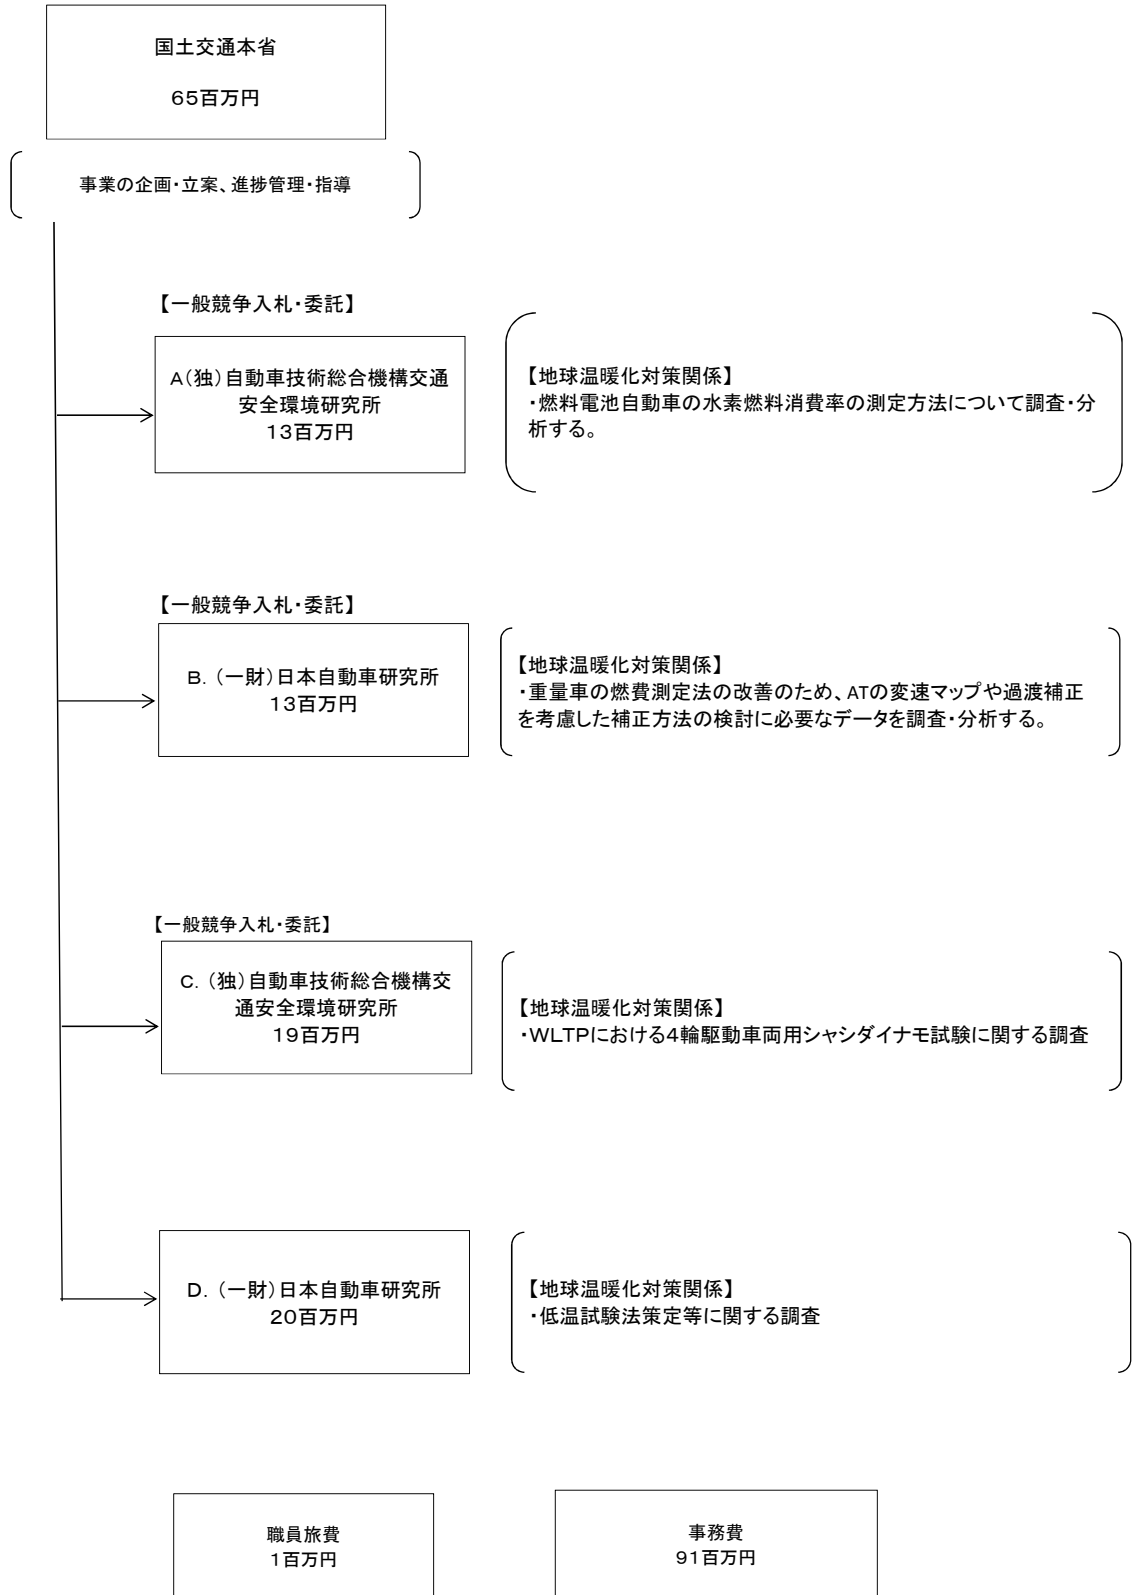 国土交通本省
65百万円
事業の企画・立案、進捗管理・指導
【一般競争入札・委託】
A(独)自動車技術総合機構交通
安全環境研究所
13百万円
【地球温暖化対策関係】
・燃料電池自動車の水素燃料消費率の測定方法について調査・分
析する。
【一般競争入札・委託】
B.(一財)日本自動車研究所
13百万円
【地球温暖化対策関係】
・重量車の燃費測定法の改善のため、ATの変速マップや過渡補正
を考慮した補正方法の検討に必要なデータを調査・分析する。
【一般競争入札・委託】
C.(独)自動車技術総合機構交
通安全環境研究所
19百万円
【地球温暖化対策関係】
・WLTPにおける4輪駆動車両用シャシダイナモ試験に関する調査
D.(一財)日本自動車研究所
20百万円
【地球温暖化対策関係】
・低温試験法策定等に関する調査
職員旅費
1百万円
事務費
91百万円